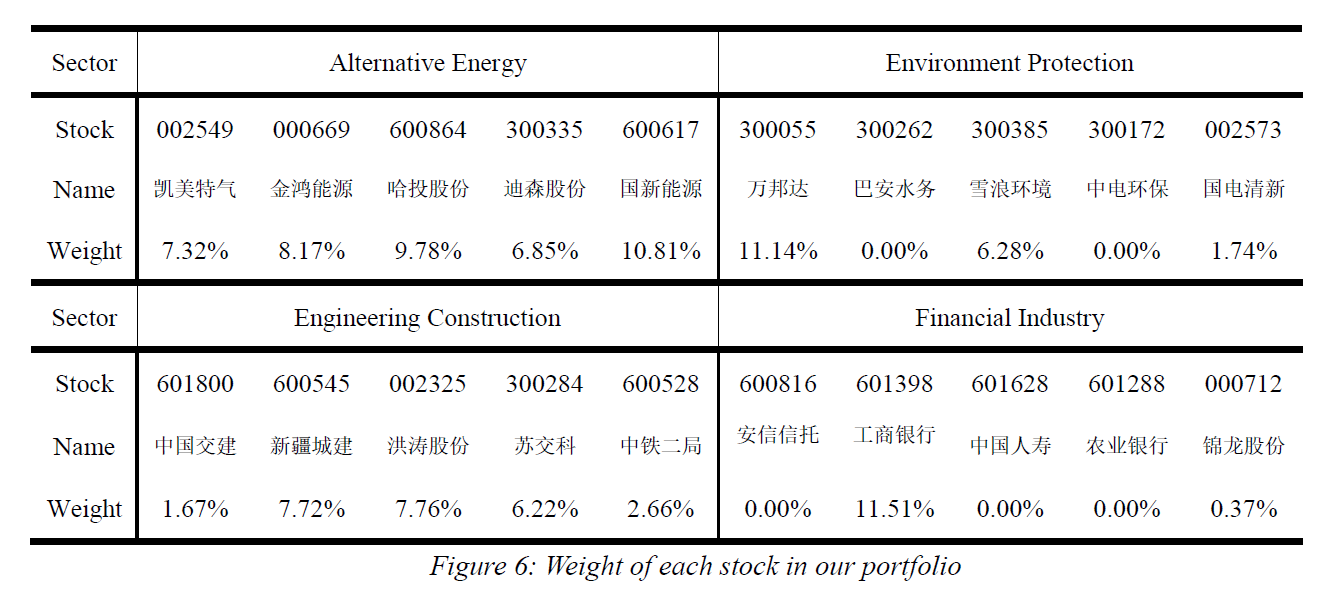 Sector Alternative Energy Environment Protection
Stock 002549 000669 600864 300335 600617 300055 300262 300385 300172 002573
Name 凯美特气 金鸿能源 哈投股份 迪森股份 国新能源 万邦达 巴安水务 雪浪环境 中电环保 国电清新
Weight 7.32% 8.17% 9.78% 6.85% 10.81% 11.14% 0.00% 6.28% 0.00% 1.74%
Sector Engineering Construction Financial Industry
Stock 601800 600545 002325 300284 600528 600816 601398 601628 601288 000712
Name 中国交建 新疆城建 洪涛股份 苏交科 中铁二局 安信信托 工商银行 中国人寿 农业银行 锦龙股份
Weight 1.67% 7.72% 7.76% 6.22% 2.66% 0.00% 11.51% 0.00% 0.00% 0.37%
Figure 6: Weight of each stock in our portfolio